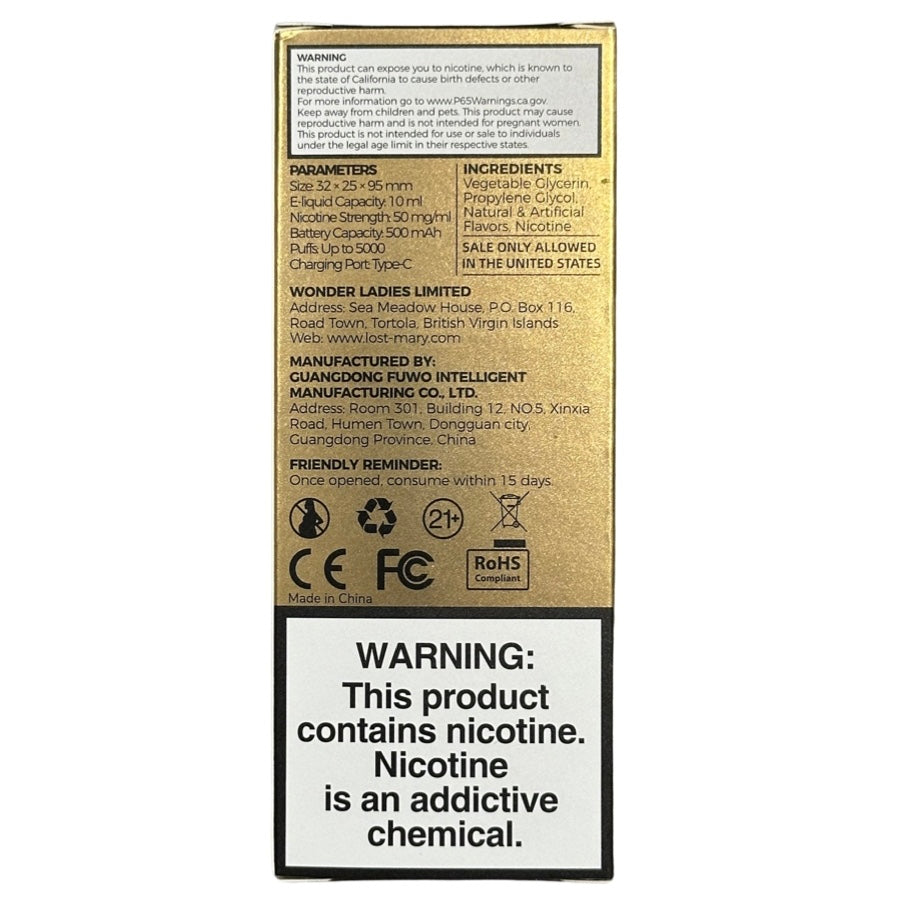 WARNING
This product can expose you to nicotine, which is known to
the state of California to cause birth defects or other
reproductive harm.
For more information go to www.P65Warnings.ca.gov.
Keep away from children and pets. This product may cause
reproductive harm and is not intended for pregnant women.
This product is not intended for use or sale to individuals
under the legal age limit in their respective states.
PARAMETERS
Size: 32 × 25 × 95 mm
E-liquid Capacity: 10 ml
Nicotine Strength: 50 mg/ml
Battery Capacity: 500 mAh
Puffs: Up to 5000
Charging Port: Type-C
INGREDIENTS
Vegetable Glycerin,
Propylene Glycol,
Natural & Artificial
Flavors, Nicotine
SALE ONLY ALLOWED
IN THE UNITED STATES
WONDER LADIES LIMITED
Address: Sea Meadow House, P.O. Box 116,
Road Town, Tortola, British Virgin Islands
Web: www.lost-mary.com
MANUFACTURED BY:
GUANGDONG FUWO INTELLIGENT
MANUFACTURING CO., LTD.
Address: Room 301, Building 12, NO.5, Xinxia
Road, Humen Town, Dongguan city,
Guangdong Province, China
FRIENDLY REMINDER:
Once opened, consume within 15 days
21+
CE FC RoHS
Compliant
Made in China
WARNING:
This product
contains nicotine.
Nicotine
is an addictive
chemical.